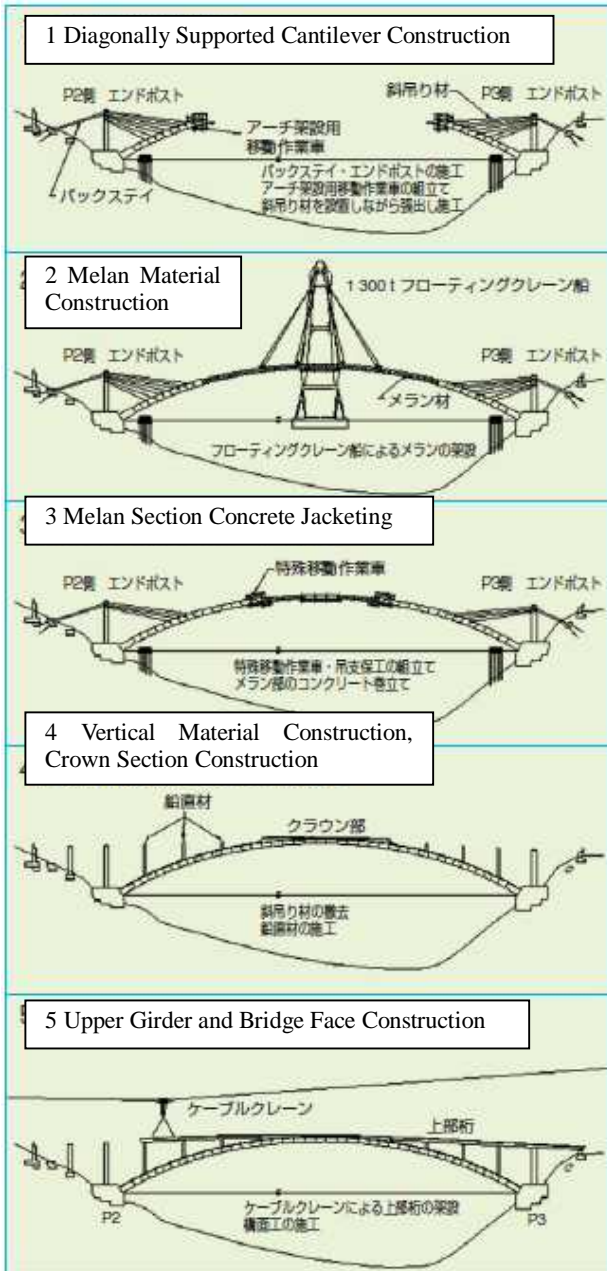 1 Diagonally Supported Cantilever Construction
P2側 エンドポスト
斜吊り材
P3側 エンドポスト
アーチ架設用
移動作業車
バックステイ
バックステイ・エンドポストの施工
アーチ架設用移動作業車の組立て
斜吊り材を設置しながら張出し施工
2 Melan Material
Construction
1 300 t フローティングクレーン船
P2側 エンドポスト
P3側 エンドポスト
メラン材
フローティングクレーン船によるメランの架設
3 Melan Section Concrete Jacketing
特殊移動作業車
P2側 エンドポスト
P3側 エンドポスト
特殊移動作業車・吊支保工の組立て
メラン部のコンクリート巻立て
4 Vertical Material Construction,
Crown Section Construction
鉛直材
クラウン部
斜吊り材の撤去
鉛直材の施工
5 Upper Girder and Bridge Face Construction
ケーブルクレーン
上部桁
ケーブルクレーンによる上部桁の架設
橋面工の施工
P2
P3